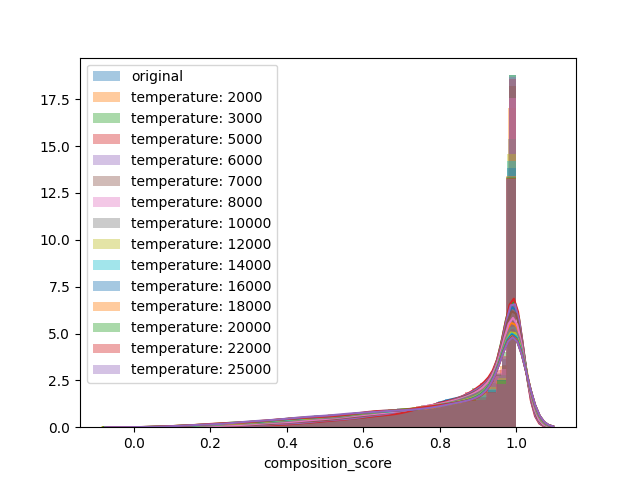 original
temperature: 2000
temperature: 3000
temperature: 5000
temperature: 6000
temperature: 7000
temperature: 8000
temperature: 10000
temperature: 12000
temperature: 14000
temperature: 16000
temperature: 18000
temperature: 20000
temperature: 22000
temperature: 25000
17.5
15.0
12.5
10.0
7.5
5.0
2.5
0.0
0.0 0.2 0.4 0.6 0.8 1.0
composition_score